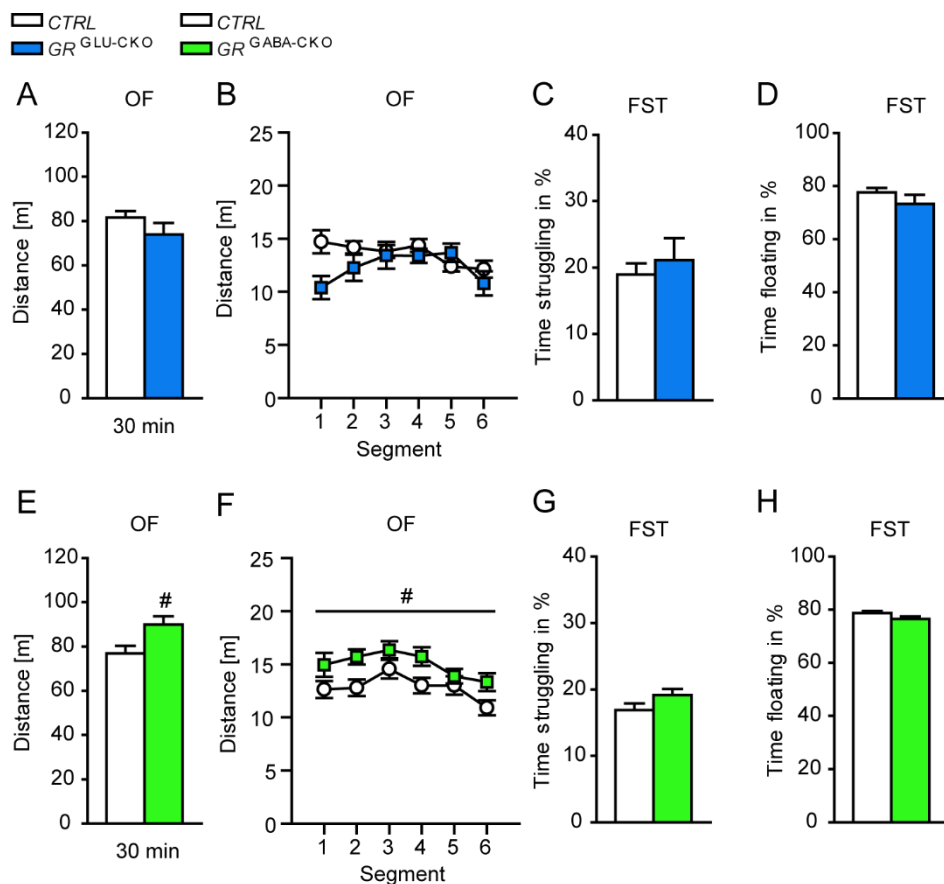 CTRL CTRL
GR GLU-CKO GR GABA-CKO
A OF
Distance [m]
120
100
80
60
40
20
0
30 min
B OF
Distance [m]
25
20
15
10
5
0
1 2 3 4 5 6
Segment
C FST
Time struggling in %
40
30
20
10
0
D FST
Time floating in %
100
80
60
40
20
0
E OF
Distance [m]
120
100
80
60
40
20
0
#
30 min
F OF
Distance [m]
25
20
15
10
5
0
#
1 2 3 4 5 6
Segment
G FST
Time struggling in %
40
30
20
10
0
H FST
Time floating in %
100
80
60
40
20
0